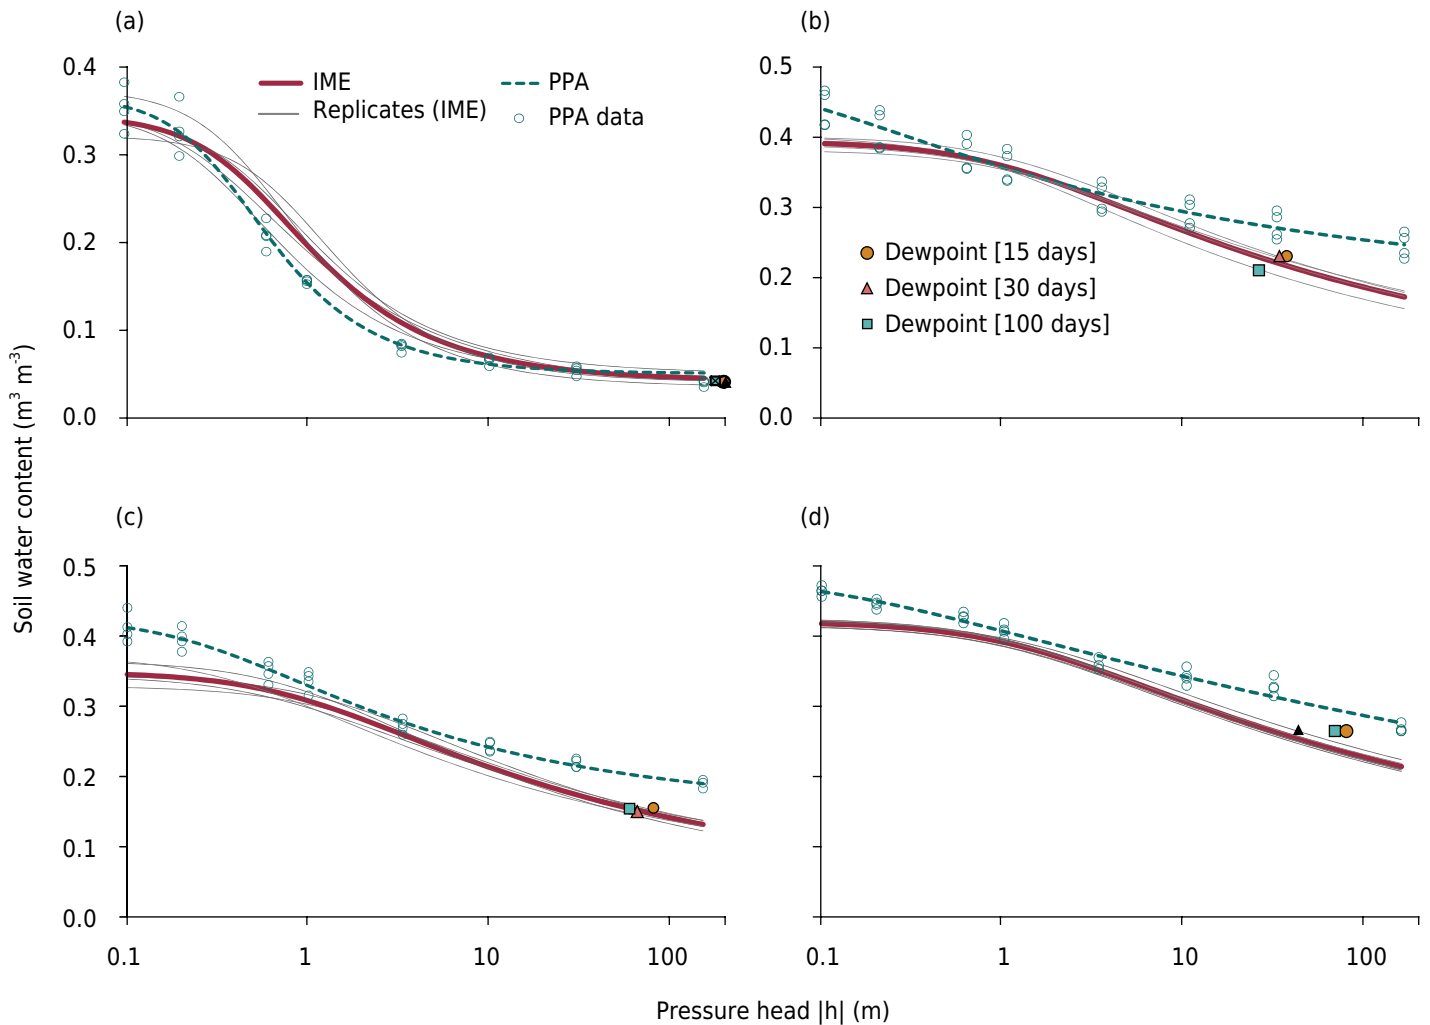 (a)
(b)
0.4
0.3
0.2
0.1
0.0
IME
Replicates (IME)
PPA
PPA data
0.5
0.4
0.3
0.2
0.1
0.0
Dewpoint [15 days]
Dewpoint [30 days]
Dewpoint [100 days]
Soil water content (m³ m⁻³)
(c)
(d)
0.5
0.4
0.3
0.2
0.1
0.0
0.1 1 10 100
0.1 1 10 100
Pressure head |h| (m)